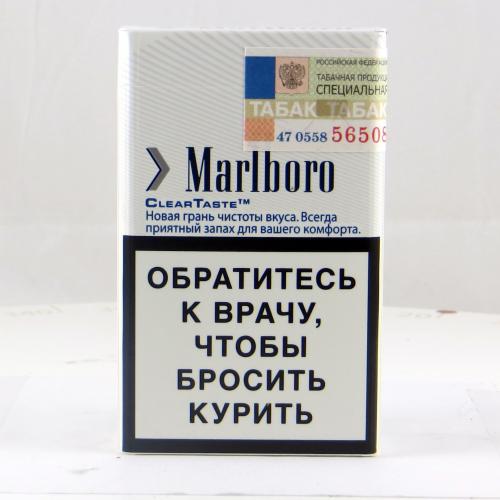 РОССИЙСКАЯ ФЕДЕРАЦИЯ
ТАБАЧНАЯ ПРОДУКЦ
СПЕЦИАЛЬНАЯ
ТАБАК ТАБАК
47 0558 56508
Marlboro
CLEARTASTE™
Новая грань чистоты вкуса. Всегда
приятный запах для вашего комфорта.
ОБРАТИТЕСЬ
К ВРАЧУ,
ЧТОБЫ
БРОСИТЬ
КУРИТЬ